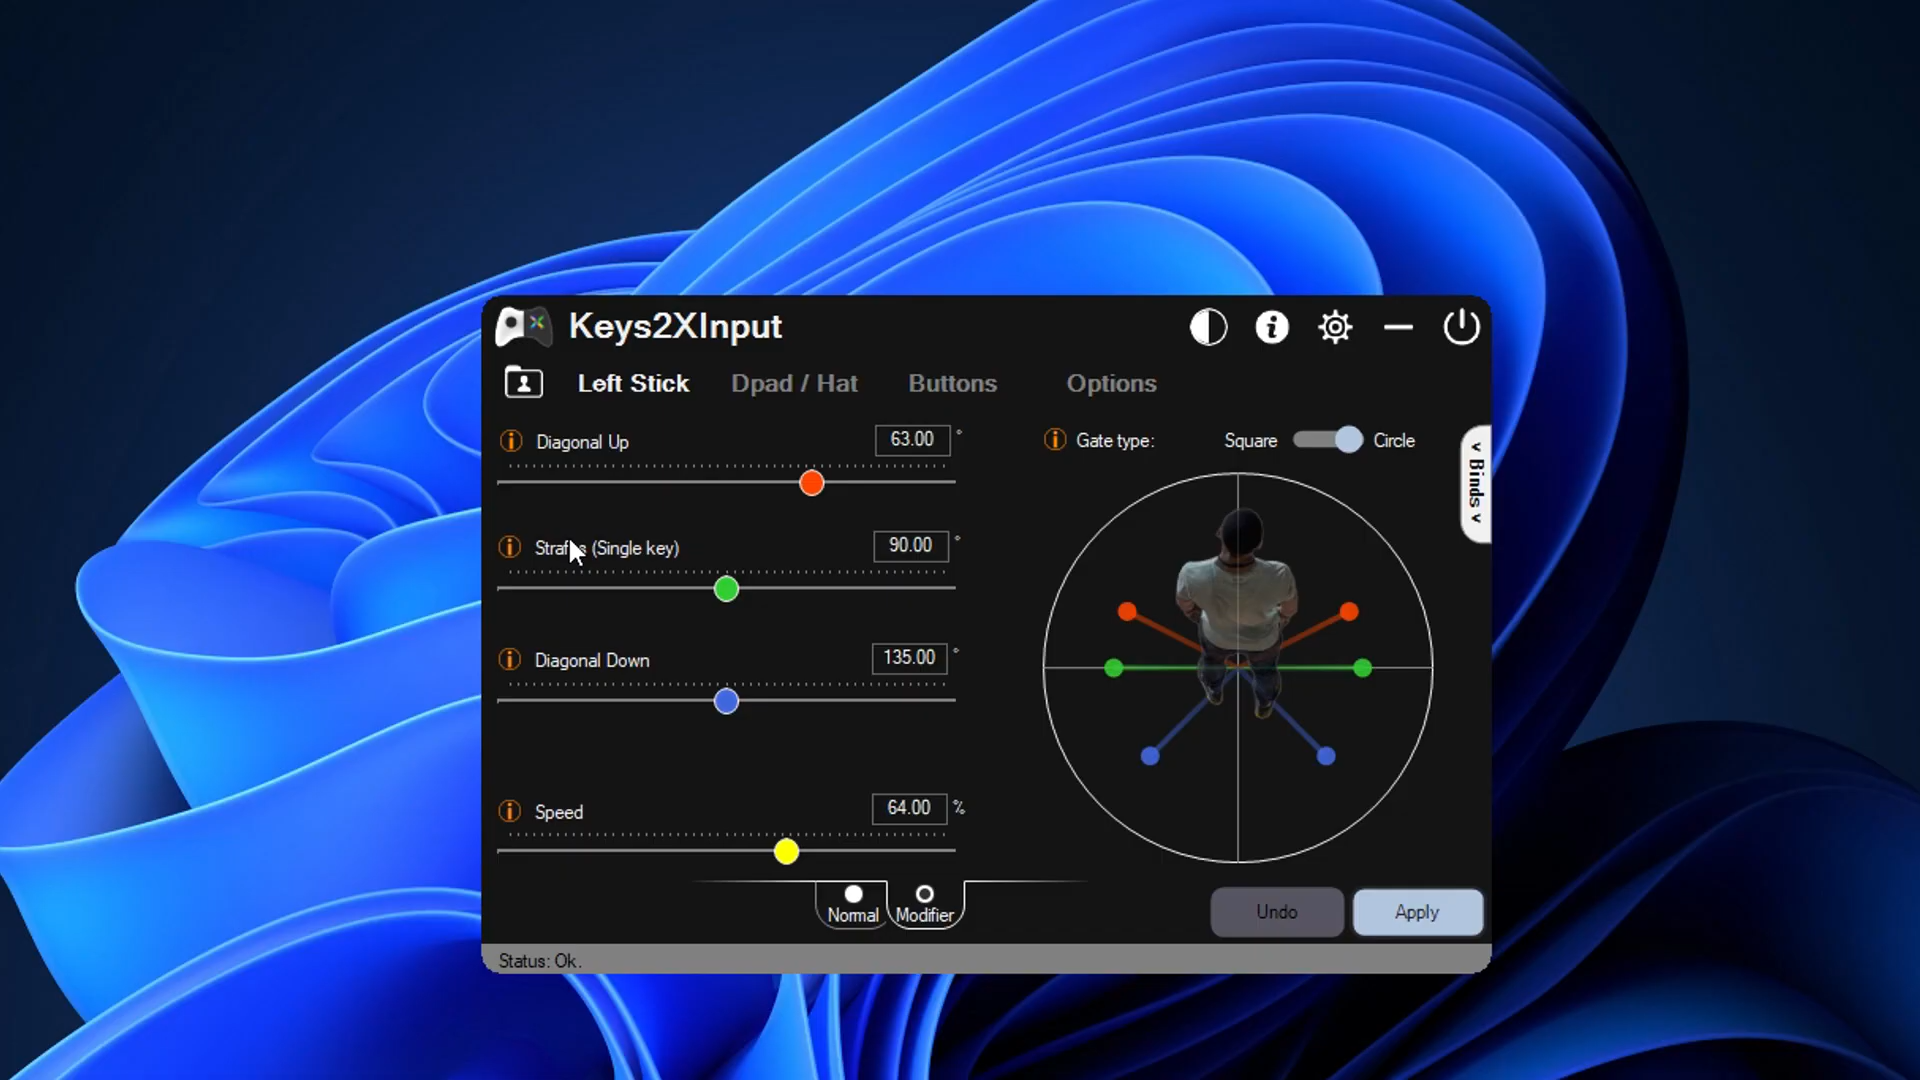 Keys2XInput
Left Stick
Dpad / Hat
Buttons
Options
Diagonal Up
63.00 °
Gate type:
Square
Circle
< Binds <
Strafes (Single key)
90.00 °
Diagonal Down
135.00 °
Speed
64.00 %
Normal
Modifier
Undo
Apply
Status: Ok.